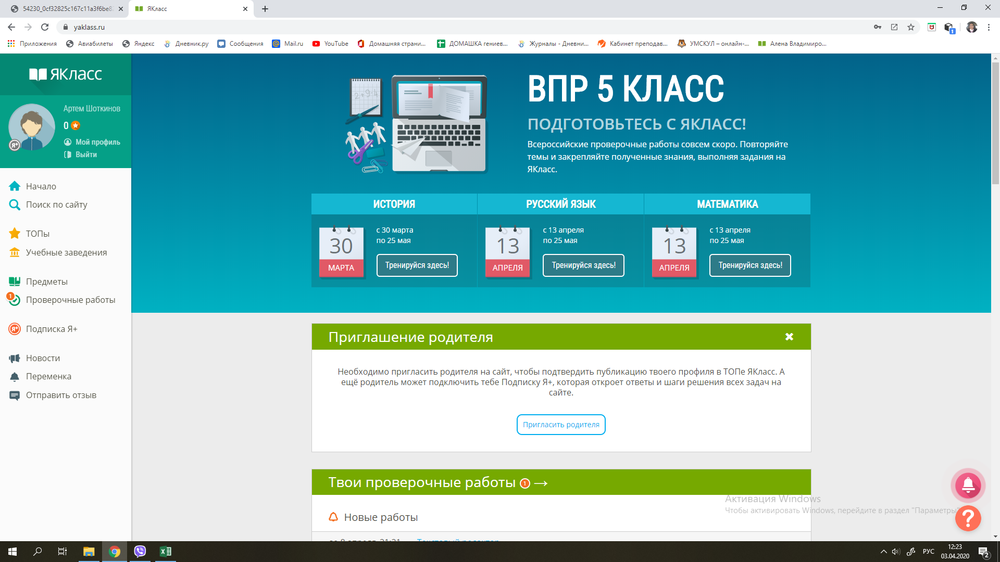 54230_0cf32825c167c11a3f6be8
ЯКласс
yaklass.ru
Приложения
Авиабилеты
Яндекс
Дневник.ру
Сообщения
Mail.ru
YouTube
Домашняя страни...
ДОМАШКА гениев...
Журналы - Дневни...
Кабинет преподав...
УМСКУЛ – онлайн-...
Алена Владимиро...
ЯКласс
Артем Шоткинов
0
Я+
Мой профиль
Выйти
Начало
Поиск по сайту
ТОПы
Учебные заведения
Предметы
1
Проверочные работы
Я+
Подписка Я+
Новости
Переменка
Отправить отзыв
2+9-4
ВПР 5 КЛАСС
ПОДГОТОВЬТЕСЬ С ЯКЛАСС!
Всероссийские проверочные работы совсем скоро. Повторяйте
темы и закрепляйте полученные знания, выполняя задания на
ЯКласс.
ИСТОРИЯ
30
МАРТА
с 30 марта
по 25 мая
Тренируйся здесь!
РУССКИЙ ЯЗЫК
13
АПРЕЛЯ
с 13 апреля
по 25 мая
Тренируйся здесь!
МАТЕМАТИКА
13
АПРЕЛЯ
с 13 апреля
по 25 мая
Тренируйся здесь!
Приглашение родителя
Необходимо пригласить родителя на сайт, чтобы подтвердить публикацию твоего профиля в ТОПе ЯКласс. А
ещё родитель может подключить тебе Подписку Я+, которая откроет ответы и шаги решения всех задач на
сайте.
Пригласить родителя
Твои проверочные работы 1 →
Новые работы
до 8 апреля, 21:21 Текстовый редактор
Активация Windows
Чтобы активировать Windows, перейдите в раздел "Параметры"
?
РУС
12:23
03.04.2020
2